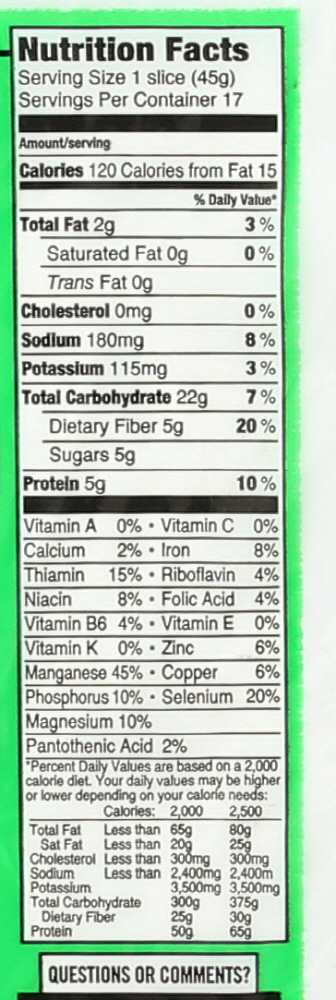 Nutrition Facts
Serving Size 1 slice (45g)
Servings Per Container 17
Amount/serving
Calories 120 Calories from Fat 15
% Daily Value*
Total Fat 2g 3%
Saturated Fat 0g 0%
Trans Fat 0g
Cholesterol 0mg 0%
Sodium 180mg 8%
Potassium 115mg 3%
Total Carbohydrate 22g 7%
Dietary Fiber 5g 20%
Sugars 5g
Protein 5g 10%
Vitamin A 0% • Vitamin C 0%
Calcium 2% • Iron 8%
Thiamin 15% • Riboflavin 4%
Niacin 8% • Folic Acid 4%
Vitamin B6 4% • Vitamin E 0%
Vitamin K 0% • Zinc 6%
Manganese 45% • Copper 6%
Phosphorus 10% • Selenium 20%
Magnesium 10%
Pantothenic Acid 2%
*Percent Daily Values are based on a 2,000
calorie diet. Your daily values may be higher
or lower depending on your calorie needs:
Calories: 2,000 2,500
Total Fat Less than 65g 80g
Sat Fat Less than 20g 25g
Cholesterol Less than 300mg 300mg
Sodium Less than 2,400mg 2,400m
Potassium 3,500mg 3,500mg
Total Carbohydrate 300g 375g
Dietary Fiber 25g 30g
Protein 50g 65g
QUESTIONS OR COMMENTS?